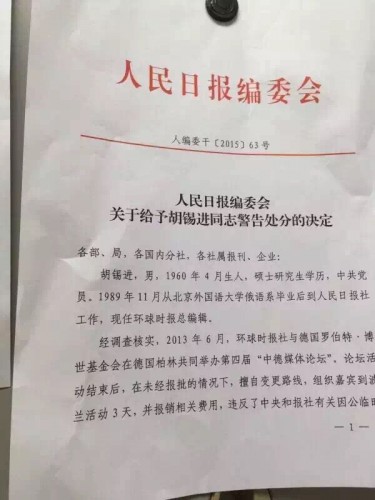 人民日报编委会
人编委干〔2015〕63号
人民日报编委会
关于给予胡锡进同志警告处分的决定
各部、局，各国内分社、各社属报刊、企业：
胡锡进，男，1960年4月生人，硕士研究生学历，中共党
员。1989年11月从北京外国语大学俄语系毕业后到人民日报社
工作，现任环球时报总编辑。
经调查核实，2013年6月，环球时报社与德国罗伯特·博
世基金会在德国柏林共同举办第四届“中德媒体论坛”。论坛活
动结束后，在未经报批的情况下，擅自变更路线，组织嘉宾到波
兰活动3天，并报销相关费用，违反了中央和报社有关因公临时
— 1 —